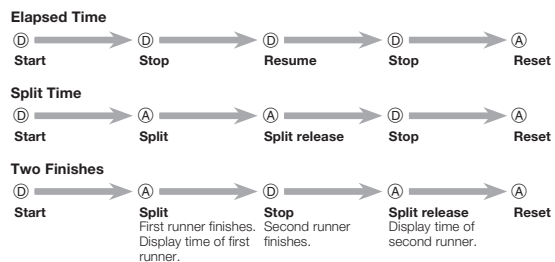 Elapsed Time
Ⓓ Ⓓ Ⓓ Ⓓ Ⓐ
Start Stop Resume Stop Reset
Split Time
Ⓓ Ⓐ Ⓐ Ⓓ Ⓐ
Start Split Split release Stop Reset
Two Finishes
Ⓓ Ⓐ Ⓓ Ⓐ Ⓐ
Start Split Stop Split release Reset
First runner finishes. Second runner Display time of
Display time of first finishes. second runner.
runner.